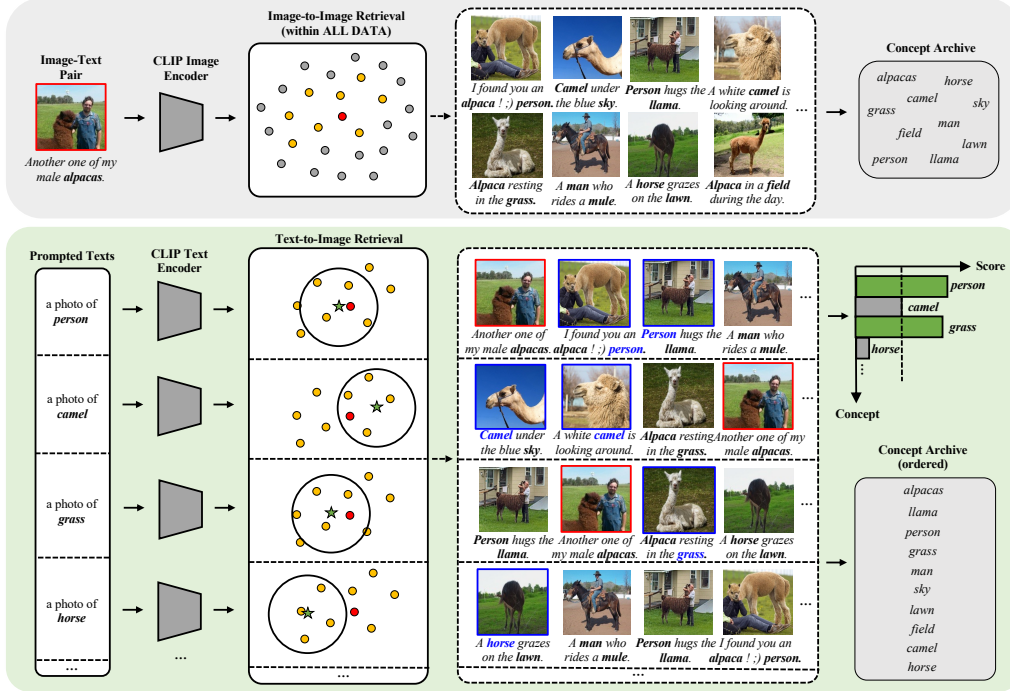 Image-to-Image Retrieval
(within ALL DATA)
Image-Text
Pair
CLIP Image
Encoder
Another one of my
male alpacas.
I found you an
alpaca ! ;) person.
Camel under
the blue sky.
Person hugs the
llama.
A white camel is
looking around.
...
Alpaca resting
in the grass.
A man who
rides a mule.
A horse grazes
on the lawn.
Alpaca in a field
during the day.
Concept Archive
alpacas
horse
camel
grass
sky
man
field
lawn
person
llama
Prompted Texts
CLIP Text
Encoder
Text-to-Image Retrieval
a photo of
person
a photo of
camel
a photo of
grass
a photo of
horse
...
...
...
Another one of
my male alpacas.
I found you an
alpaca ! ;) person.
Person hugs the
llama.
A man who
rides a mule.
...
Camel under
the blue sky.
A white camel is
looking around.
Alpaca resting
in the grass.
Another one of my
male alpacas.
...
Person hugs the
llama.
Another one of
my male alpacas.
Alpaca resting
in the grass.
A horse grazes
on the lawn.
...
A horse grazes
on the lawn.
A man who
rides a mule.
Person hugs the
llama.
I found you an
alpaca ! ;) person.
...
...
Score
person
camel
grass
horse
...
Concept
Concept Archive
(ordered)
alpacas
llama
person
grass
man
sky
lawn
field
camel
horse